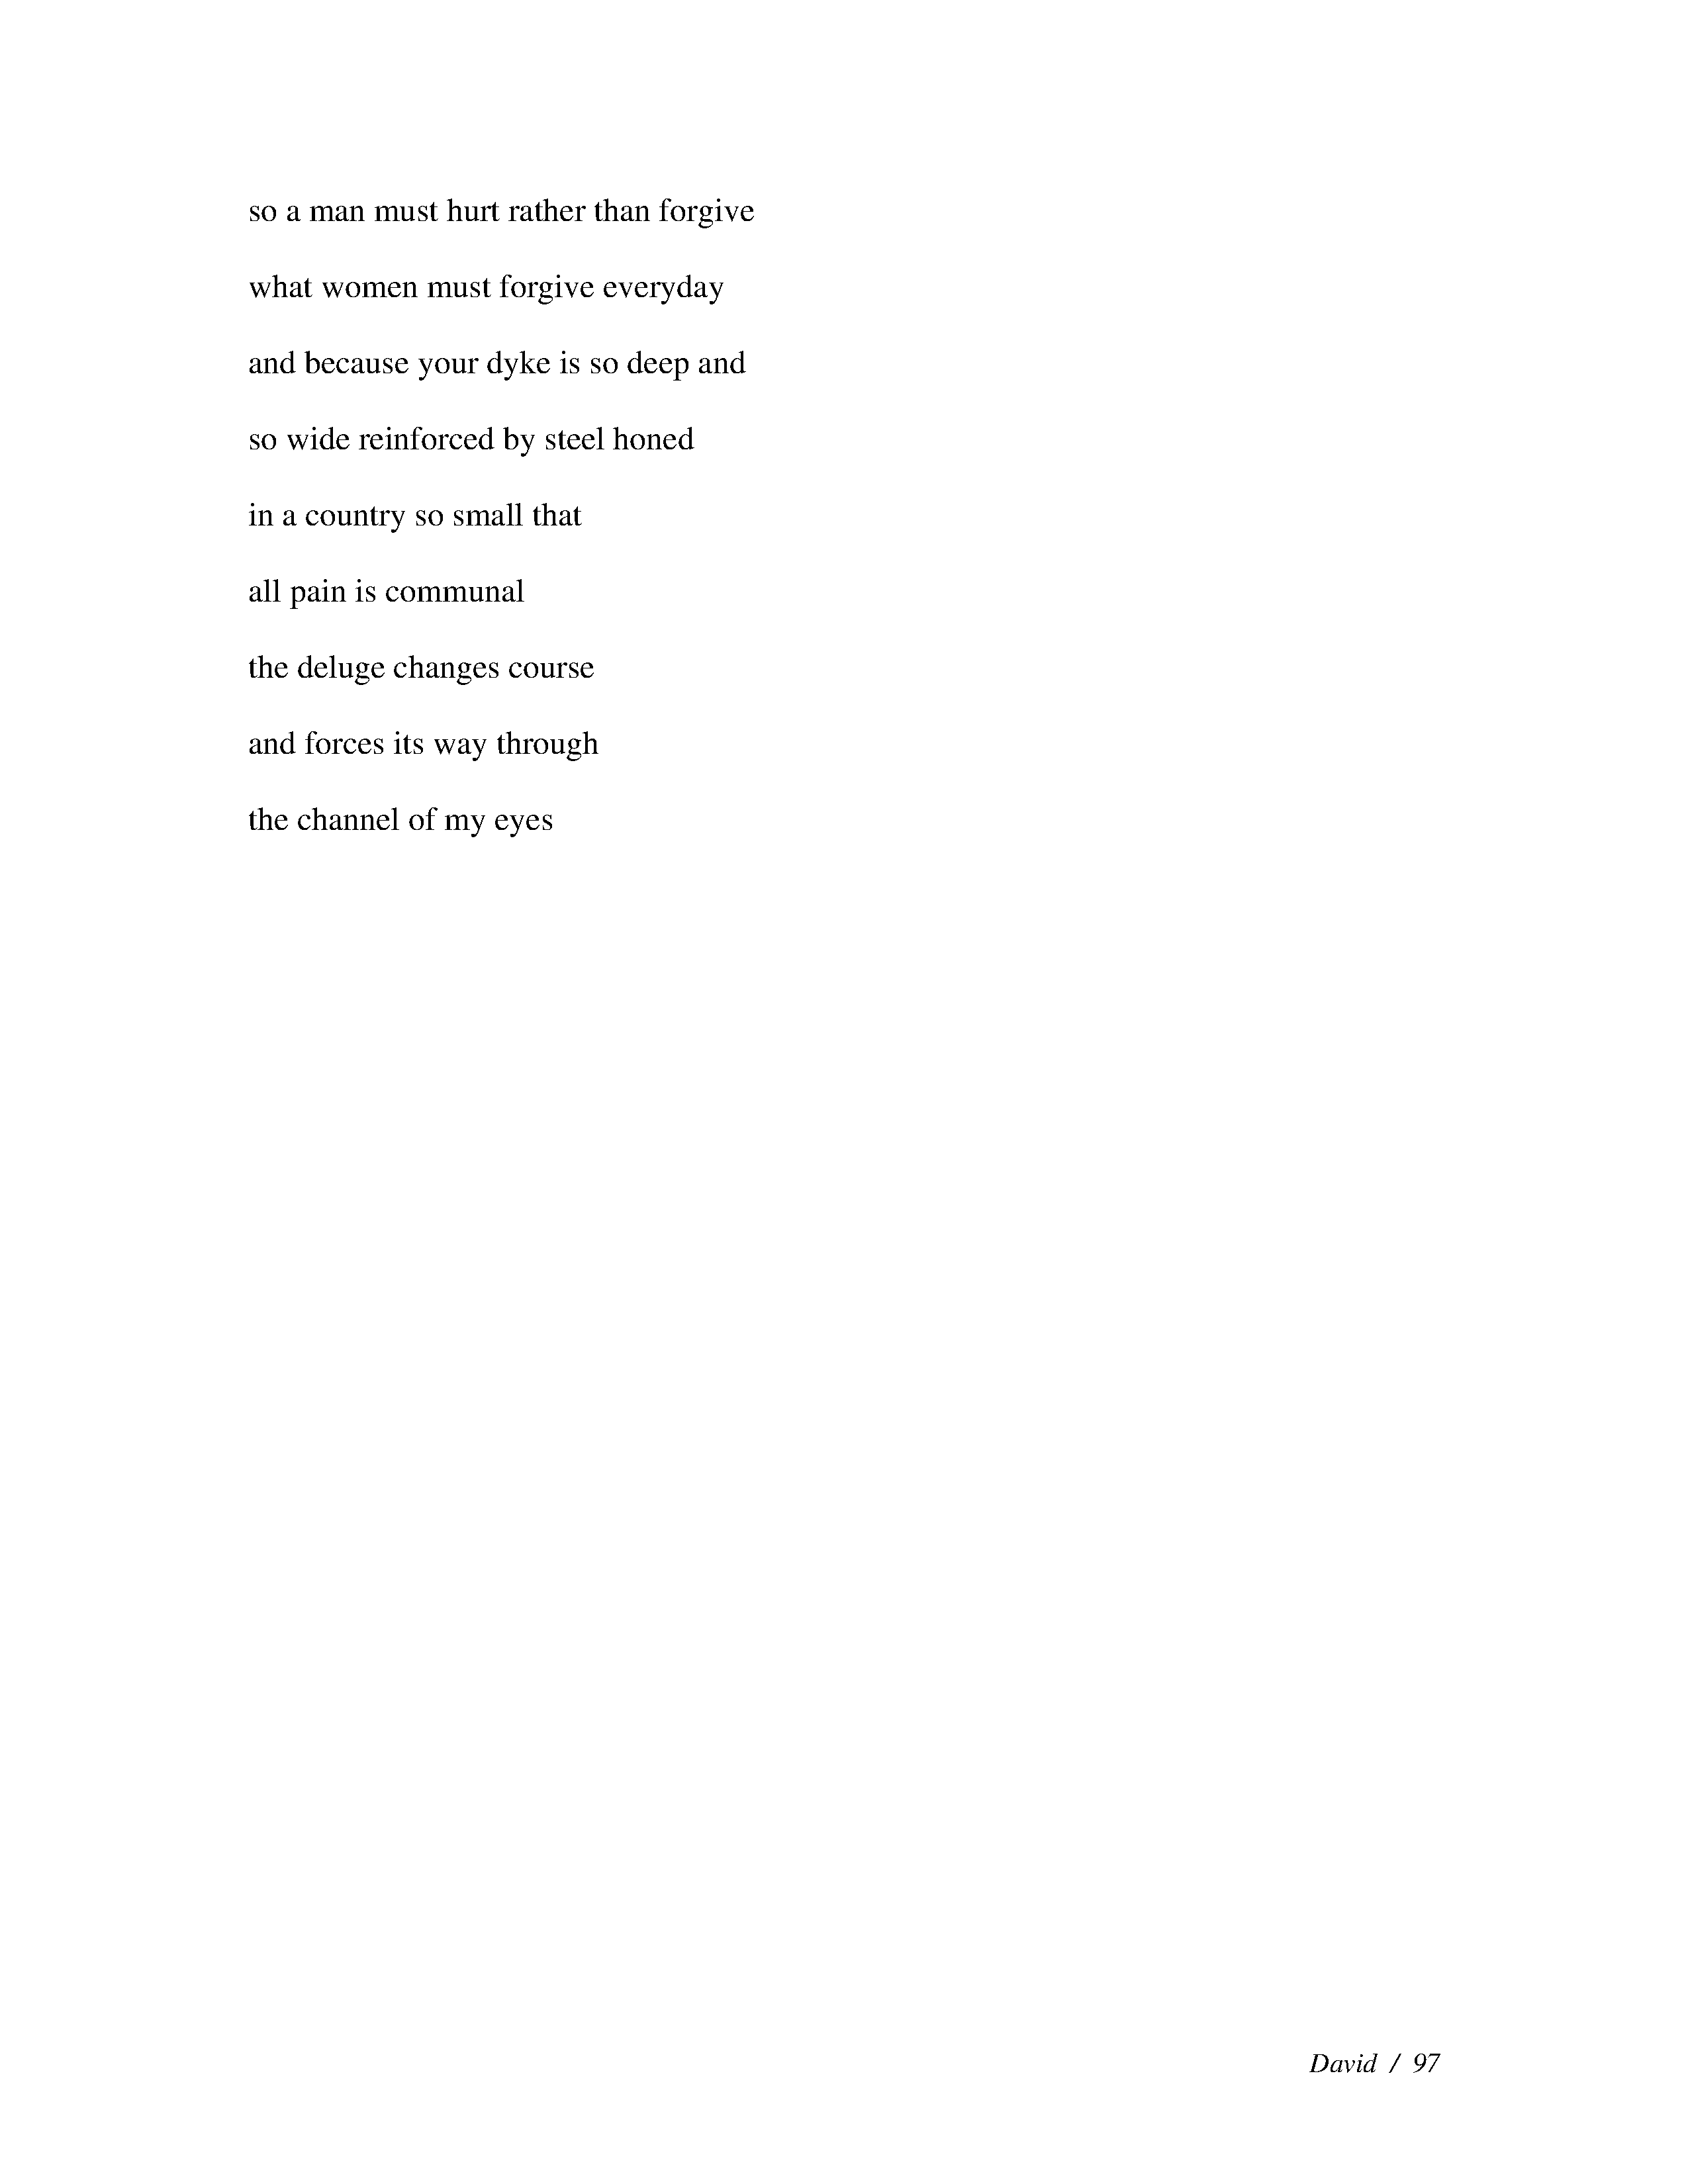 so a man must hurt rather than forgive
what women must forgive everyday
and because your dyke is so deep and
so wide reinforced by steel honed
in a country so small that
all pain is communal
the deluge changes course
and forces its way through
the channel of my eyes
David / 97